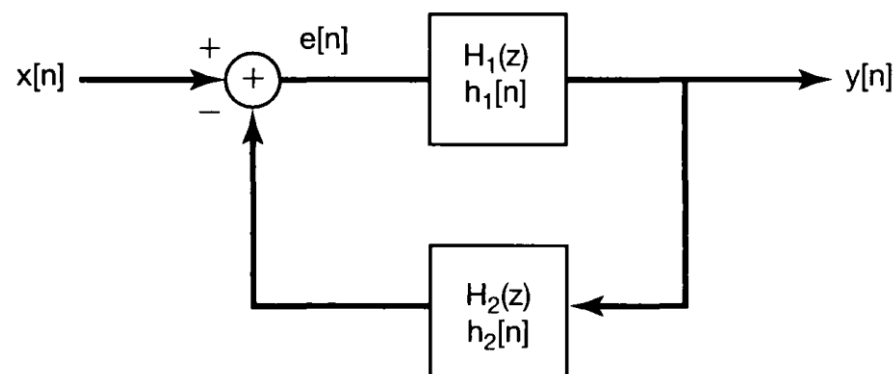 x[n]
+
−
+
e[n]
H₁(z)
h₁[n]
y[n]
H₂(z)
h₂[n]